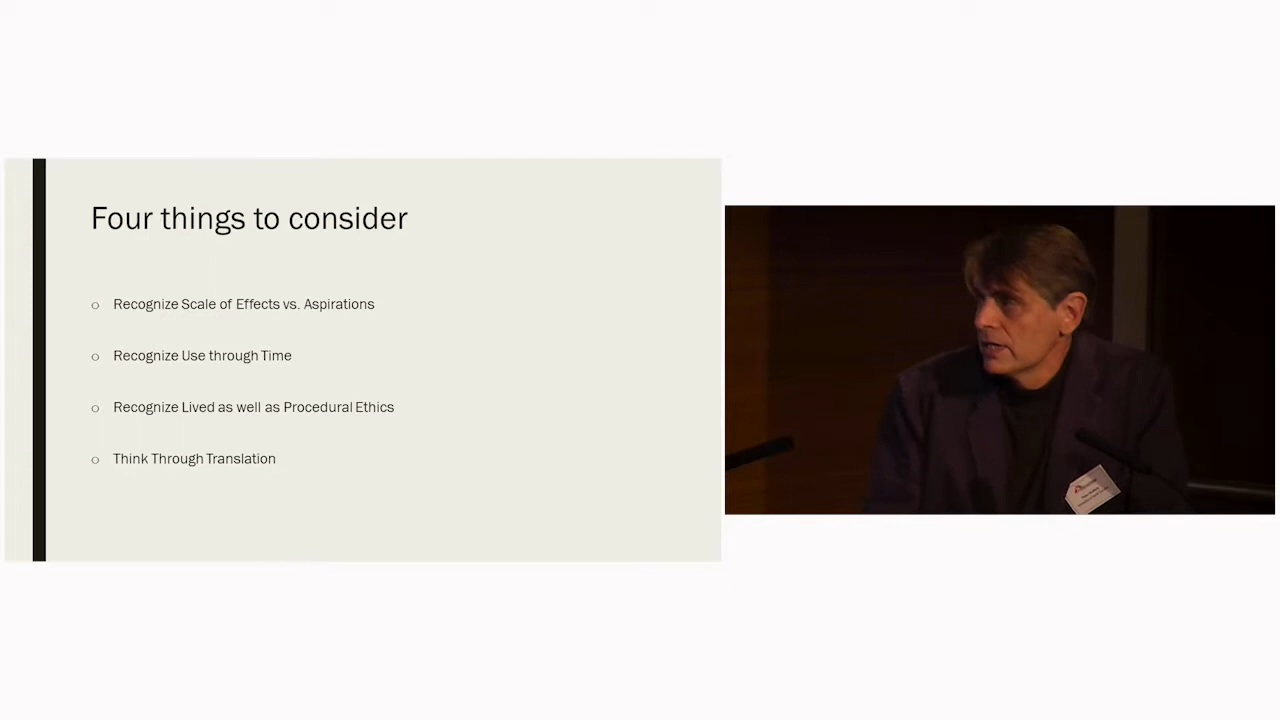 Four things to consider
o Recognize Scale of Effects vs. Aspirations
o Recognize Use through Time
o Recognize Lived as well as Procedural Ethics
o Think Through Translation